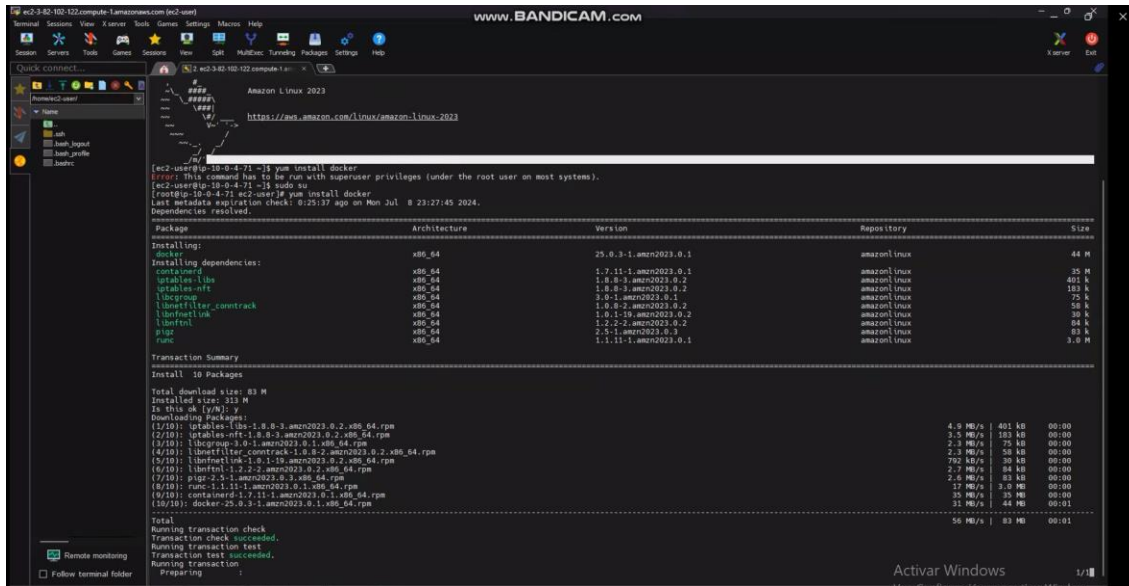 ec2-3-82-102-122.compute-1.amazonaws.com (ec2-user)
WWW.BANDICAM.COM
Terminal Sessions View X server Tools Games Settings Macros Help
Session Servers Tools Games Sessions View Split MultiExec Tunneling Packages Settings Help X server Exit
Quick connect...
2. ec2-3-82-102-122.compute-1.am
/home/ec2-user/
Name
..
.ssh
.bash_logout
.bash_profile
.bashrc
Amazon Linux 2023
https://aws.amazon.com/linux/amazon-linux-2023
[ec2-user@ip-10-0-4-71 ~]$ yum install docker
Error: This command has to be run with superuser privileges (under the root user on most systems).
[ec2-user@ip-10-0-4-71 ~]$ sudo su
[root@ip-10-0-4-71 ec2-user]# yum install docker
Last metadata expiration check: 0:25:37 ago on Mon Jul  8 23:27:45 2024.
Dependencies resolved.
Package Architecture Version Repository Size
Installing:
docker x86_64 25.0.3-1.amzn2023.0.1 amazonlinux 44 M
Installing dependencies:
containerd x86_64 1.7.11-1.amzn2023.0.1 amazonlinux 35 M
iptables-libs x86_64 1.8.8-3.amzn2023.0.2 amazonlinux 401 k
iptables-nft x86_64 1.8.8-3.amzn2023.0.2 amazonlinux 183 k
libcgroup x86_64 3.0-1.amzn2023.0.1 amazonlinux 75 k
libnetfilter_conntrack x86_64 1.0.8-2.amzn2023.0.2 amazonlinux 58 k
libnfnetlink x86_64 1.0.1-19.amzn2023.0.2 amazonlinux 30 k
libnftnl x86_64 1.2.2-2.amzn2023.0.2 amazonlinux 84 k
pigz x86_64 2.5-1.amzn2023.0.3 amazonlinux 83 k
runc x86_64 1.1.11-1.amzn2023.0.1 amazonlinux 3.0 M
Transaction Summary
Install  10 Packages
Total download size: 83 M
Installed size: 313 M
Is this ok [y/N]: y
Downloading Packages:
(1/10): iptables-libs-1.8.8-3.amzn2023.0.2.x86_64.rpm 4.9 MB/s | 401 kB 00:00
(2/10): iptables-nft-1.8.8-3.amzn2023.0.2.x86_64.rpm 3.5 MB/s | 183 kB 00:00
(3/10): libcgroup-3.0-1.amzn2023.0.1.x86_64.rpm 2.3 MB/s | 75 kB 00:00
(4/10): libnetfilter_conntrack-1.0.8-2.amzn2023.0.2.x86_64.rpm 2.3 MB/s | 58 kB 00:00
(5/10): libnfnetlink-1.0.1-19.amzn2023.0.2.x86_64.rpm 792 kB/s | 30 kB 00:00
(6/10): libnftnl-1.2.2-2.amzn2023.0.2.x86_64.rpm 2.7 MB/s | 84 kB 00:00
(7/10): pigz-2.5-1.amzn2023.0.3.x86_64.rpm 2.6 MB/s | 83 kB 00:00
(8/10): runc-1.1.11-1.amzn2023.0.1.x86_64.rpm 17 MB/s | 3.0 MB 00:00
(9/10): containerd-1.7.11-1.amzn2023.0.1.x86_64.rpm 35 MB/s | 35 MB 00:00
(10/10): docker-25.0.3-1.amzn2023.0.1.x86_64.rpm 31 MB/s | 44 MB 00:01
Total 56 MB/s | 83 MB 00:01
Running transaction check
Transaction check succeeded.
Running transaction test
Transaction test succeeded.
Running transaction
Preparing : 1/1
Remote monitoring
Follow terminal folder
Activar Windows